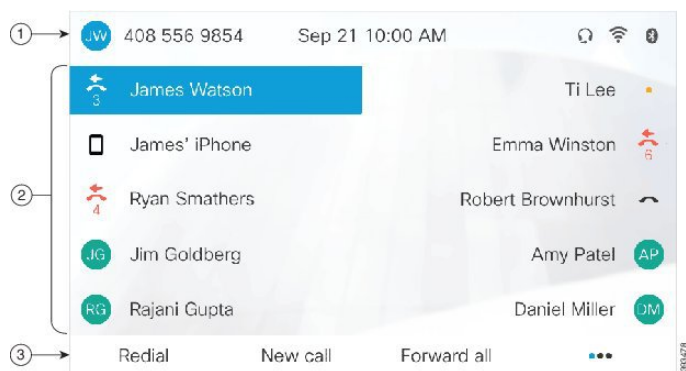 1 JW 408 556 9854 Sep 21 10:00 AM
3 James Watson Ti Lee
James' iPhone Emma Winston 6
2
4 Ryan Smathers Robert Brownhurst
JG Jim Goldberg Amy Patel AP
RG Rajani Gupta Daniel Miller DM
3 Redial New call Forward all
393478